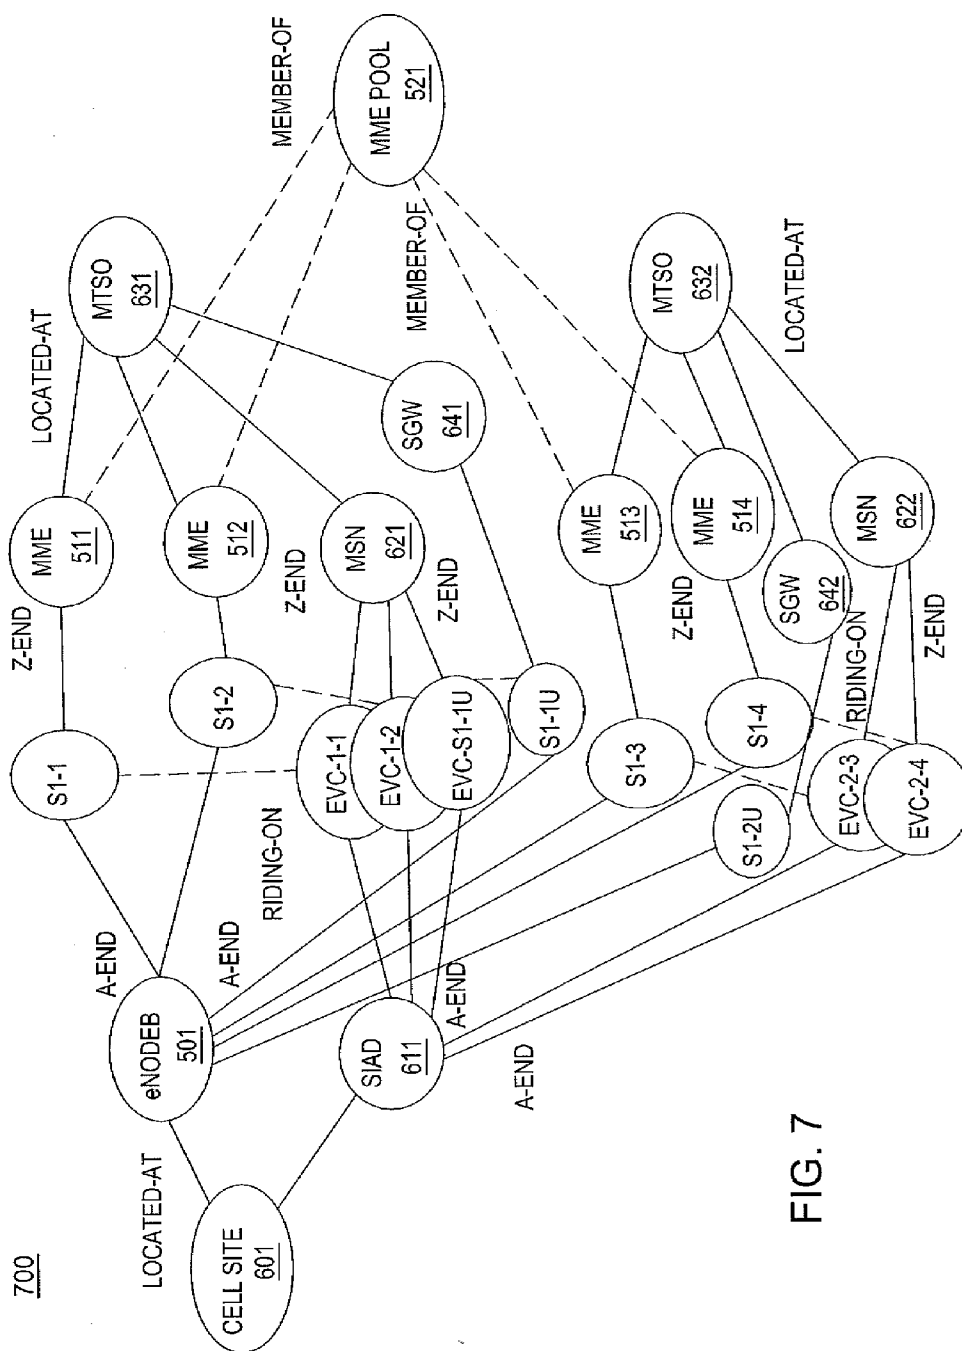 700
CELL SITE
601
LOCATED-AT
eNODEB
501
SIAD
611
A-END
A-END
A-END
A-END
RIDING-ON
S1-1
S1-2
EVC-1-1
EVC-1-2
EVC-S1-1U
S1-1U
S1-3
S1-4
S1-2U
EVC-2-3
EVC-2-4
RIDING-ON
Z-END
Z-END
Z-END
Z-END
Z-END
MME
511
MME
512
MSN
621
SGW
641
MME
513
MME
514
SGW
642
MSN
622
LOCATED-AT
MTSO
631
MTSO
632
LOCATED-AT
MEMBER-OF
MEMBER-OF
MME POOL
521
FIG. 7